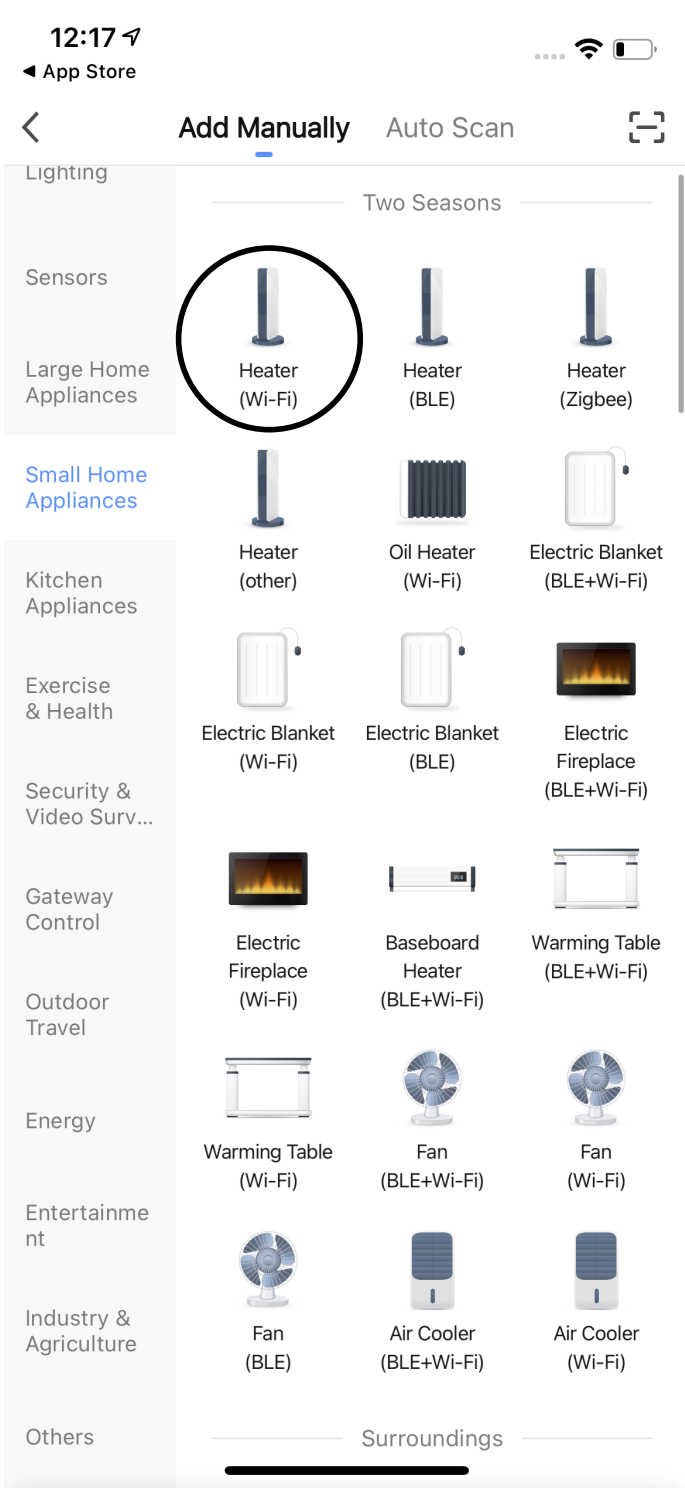 12:17
App Store
Add Manually
Auto Scan
Lighting
Sensors
Large Home
Appliances
Small Home
Appliances
Kitchen
Appliances
Exercise
& Health
Security &
Video Surv...
Gateway
Control
Outdoor
Travel
Energy
Entertainme
nt
Industry &
Agriculture
Others
Two Seasons
Heater
(Wi-Fi)
Heater
(BLE)
Heater
(Zigbee)
Heater
(other)
Oil Heater
(Wi-Fi)
Electric Blanket
(BLE+Wi-Fi)
Electric Blanket
(Wi-Fi)
Electric Blanket
(BLE)
Electric
Fireplace
(BLE+Wi-Fi)
Electric
Fireplace
(Wi-Fi)
Baseboard
Heater
(BLE+Wi-Fi)
Warming Table
(BLE+Wi-Fi)
Warming Table
(Wi-Fi)
Fan
(BLE+Wi-Fi)
Fan
(Wi-Fi)
Fan
(BLE)
Air Cooler
(BLE+Wi-Fi)
Air Cooler
(Wi-Fi)
Surroundings